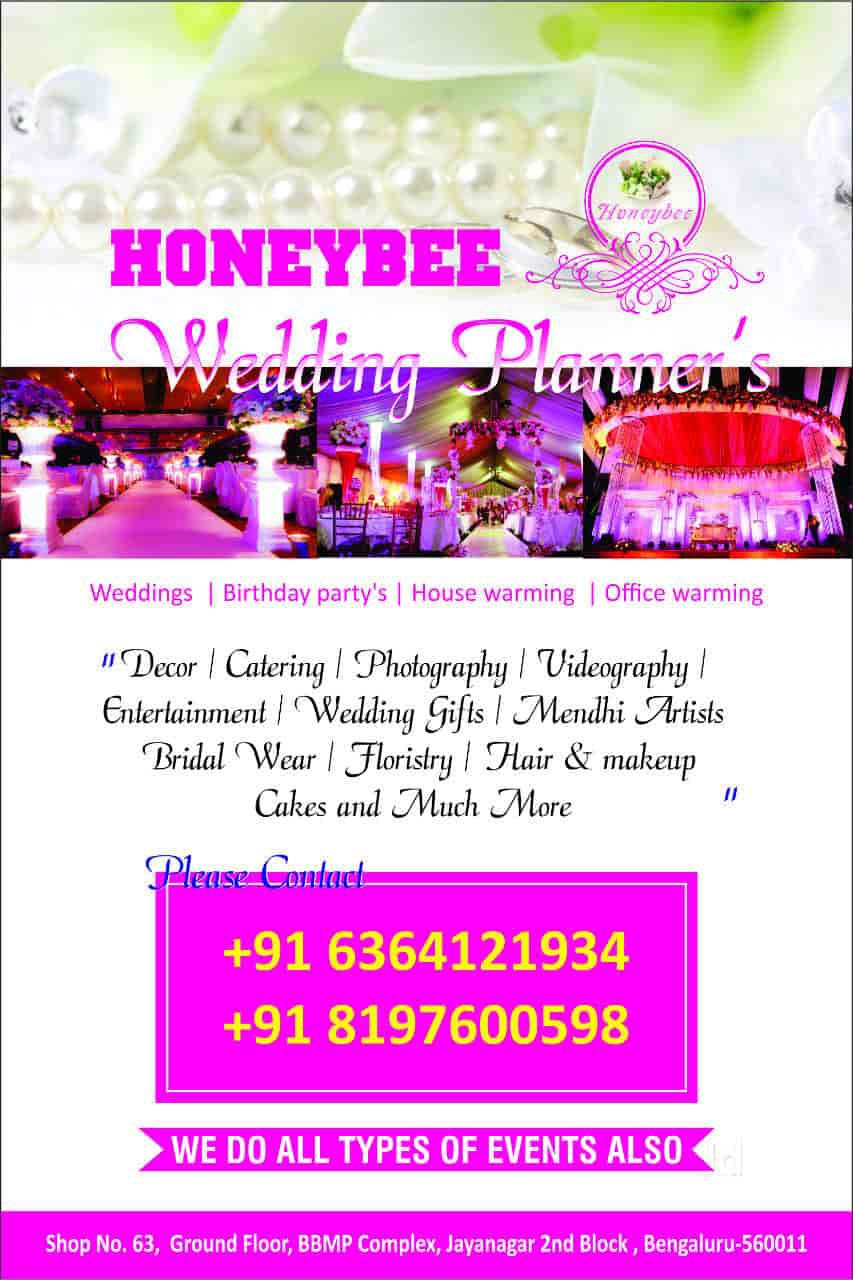 Honeybee
HONEYBEE
Wedding Planner's
Weddings | Birthday party's | House warming | Office warming
" Decor | Catering | Photography | Videography |
Entertainment | Wedding Gifts | Mendhi Artists
Bridal Wear | Floristry | Hair & makeup
Cakes and Much More "
Please Contact
+91 6364121934
+91 8197600598
WE DO ALL TYPES OF EVENTS ALSO
Jd
Shop No. 63, Ground Floor, BBMP Complex, Jayanagar 2nd Block , Bengaluru-560011